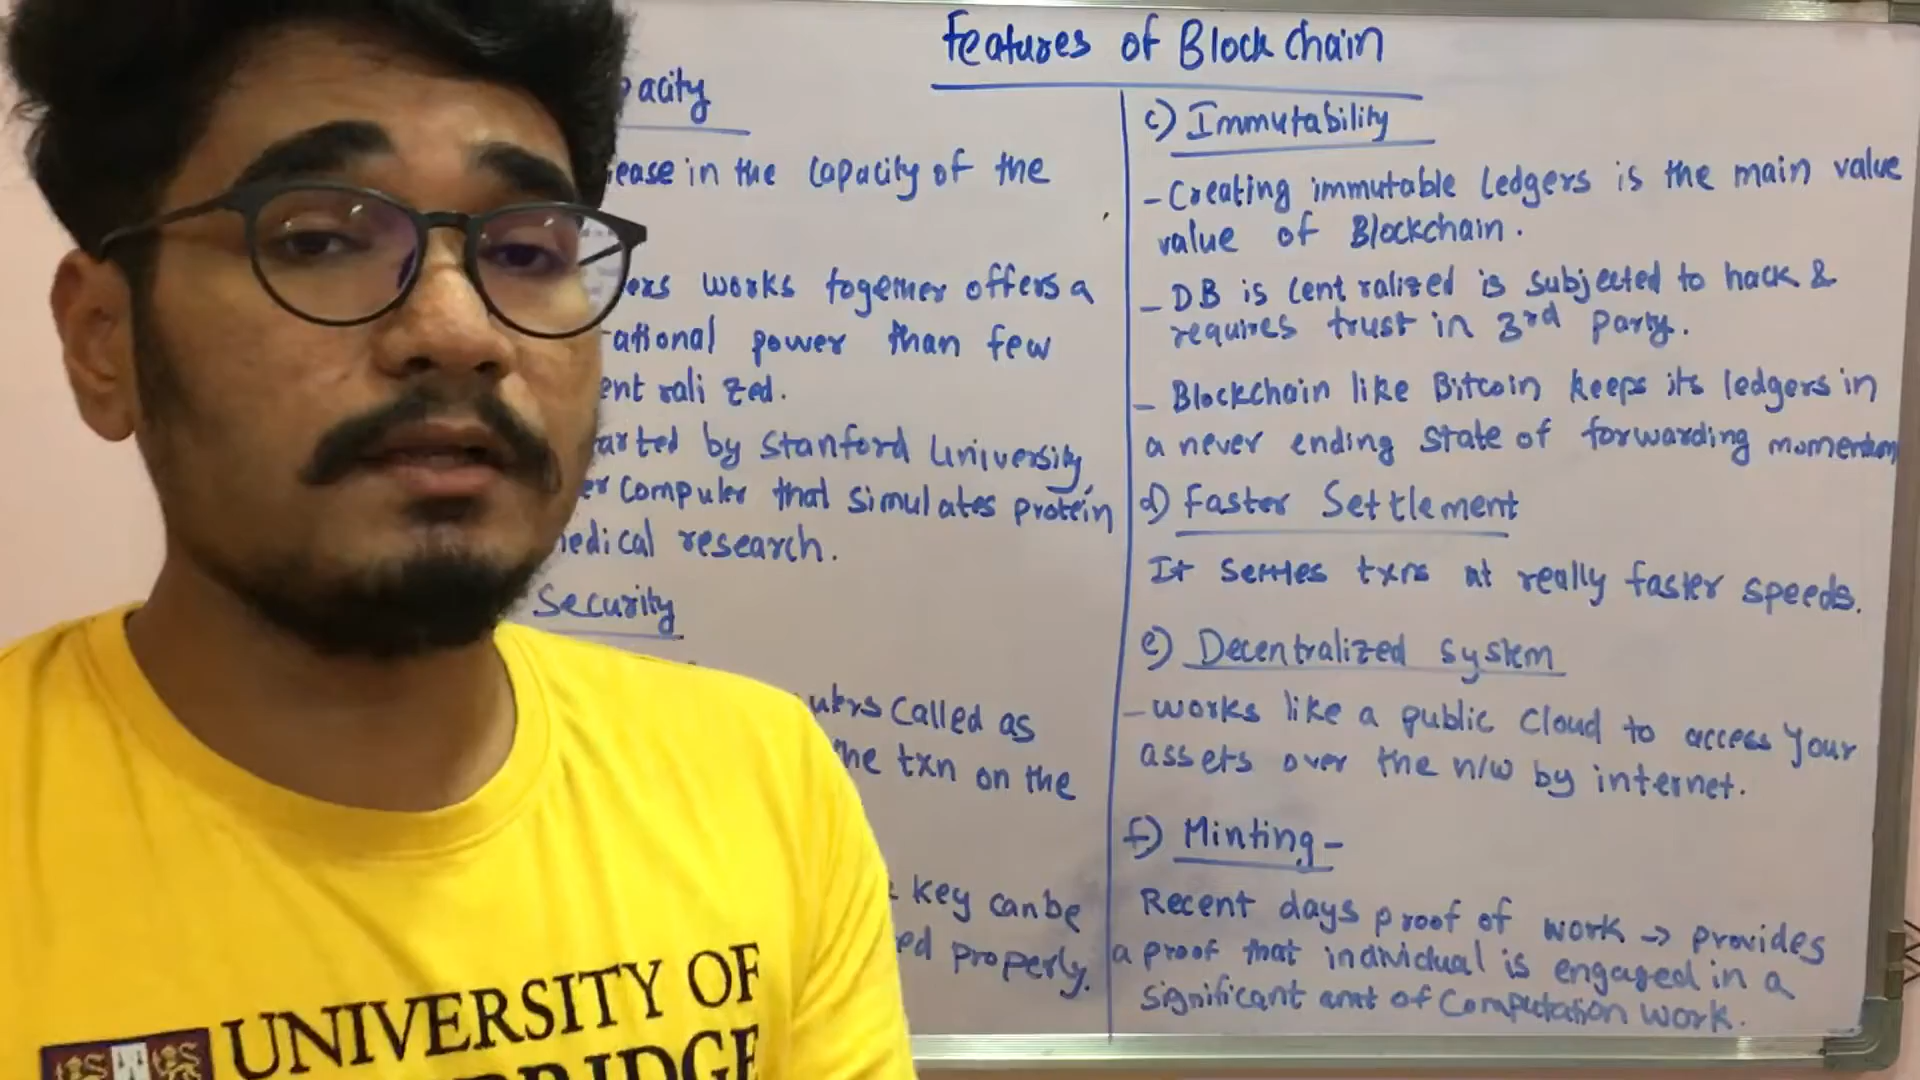 Features of Blockchain
pacity
ease in the Capacity of the
ers works together offers a
ational power than few
ent rali zed.
arted by Stanford University,
er computer that simulates protein
edical research.
Security
uters called as
he txn on the
key can be
ed properly.
c) Immutability
- Creating immutable ledgers is the main value
value of Blockchain.
- DB is cent ralized is subjected to hack &
requires trust in 3rd party.
- Blockchain like Bitcoin keeps its ledgers in
a never ending state of forwarding momentum
d) Faster Settlement
It settles txns at really faster speeds.
e) Decentralized system
- works like a public cloud to access your
assets over the n/w by internet.
f) Minting -
Recent days proof of work → provides
a proof that individual is engaged in a
significant amt of computation work.
UNIVERSITY OF
BRIDGE